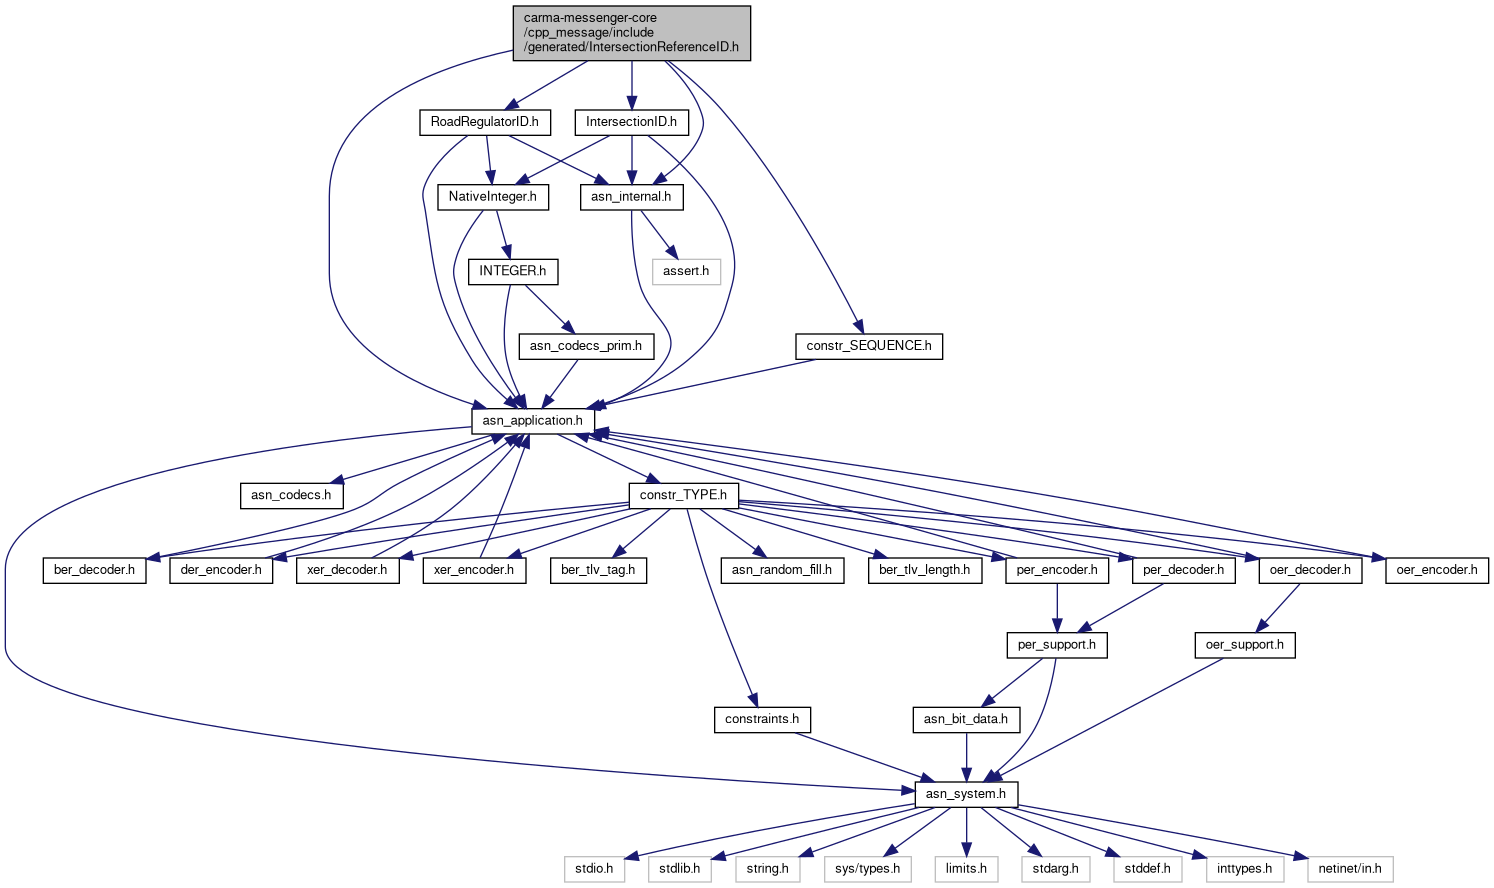 carma-messenger-core
/cpp_message/include
/generated/IntersectionReferenceID.h
RoadRegulatorID.h
IntersectionID.h
NativeInteger.h
asn_internal.h
INTEGER.h
assert.h
asn_codecs_prim.h
constr_SEQUENCE.h
asn_application.h
asn_codecs.h
constr_TYPE.h
ber_decoder.h
der_encoder.h
xer_decoder.h
xer_encoder.h
ber_tlv_tag.h
asn_random_fill.h
ber_tlv_length.h
per_encoder.h
per_decoder.h
oer_decoder.h
oer_encoder.h
per_support.h
oer_support.h
constraints.h
asn_bit_data.h
asn_system.h
stdio.h
stdlib.h
string.h
sys/types.h
limits.h
stdarg.h
stddef.h
inttypes.h
netinet/in.h